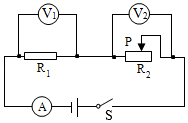 V₁ V₂
P
R₁ R₂
A S